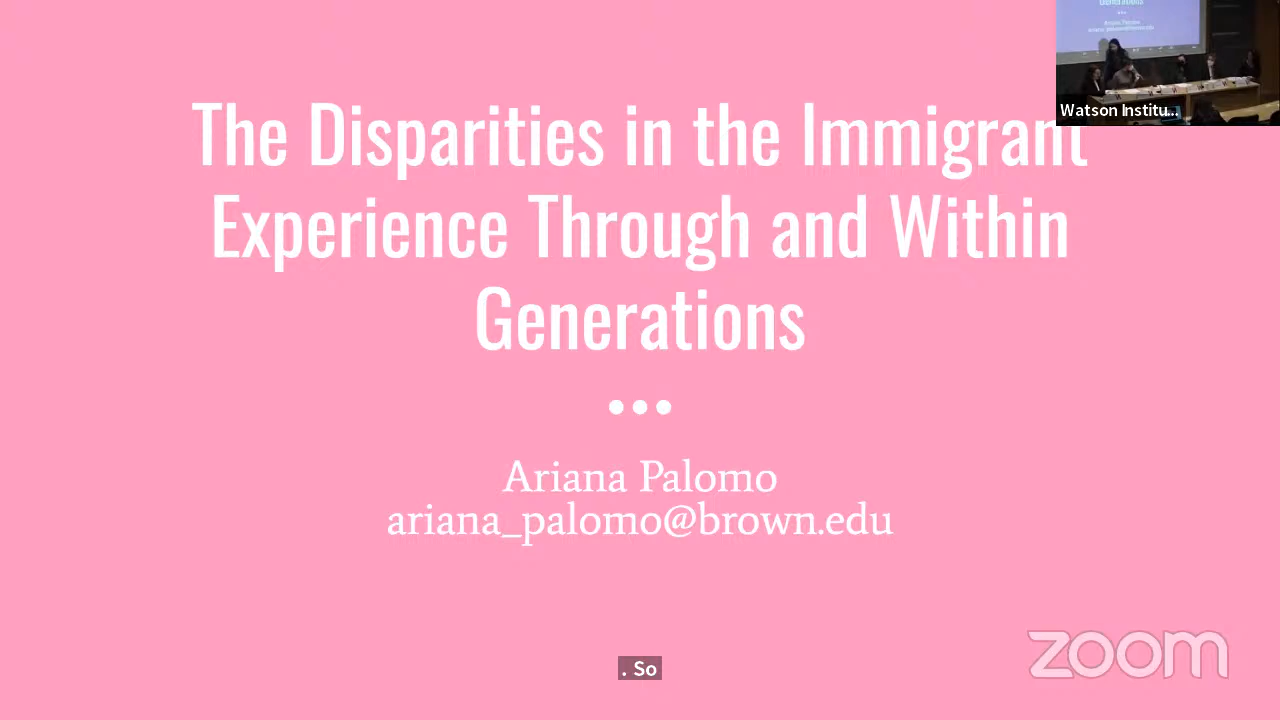 The Disparities in the Immigrant
Experience Through and Within
Generations
Ariana Palomo
ariana_palomo@brown.edu
Watson Institu...
. So
zoom